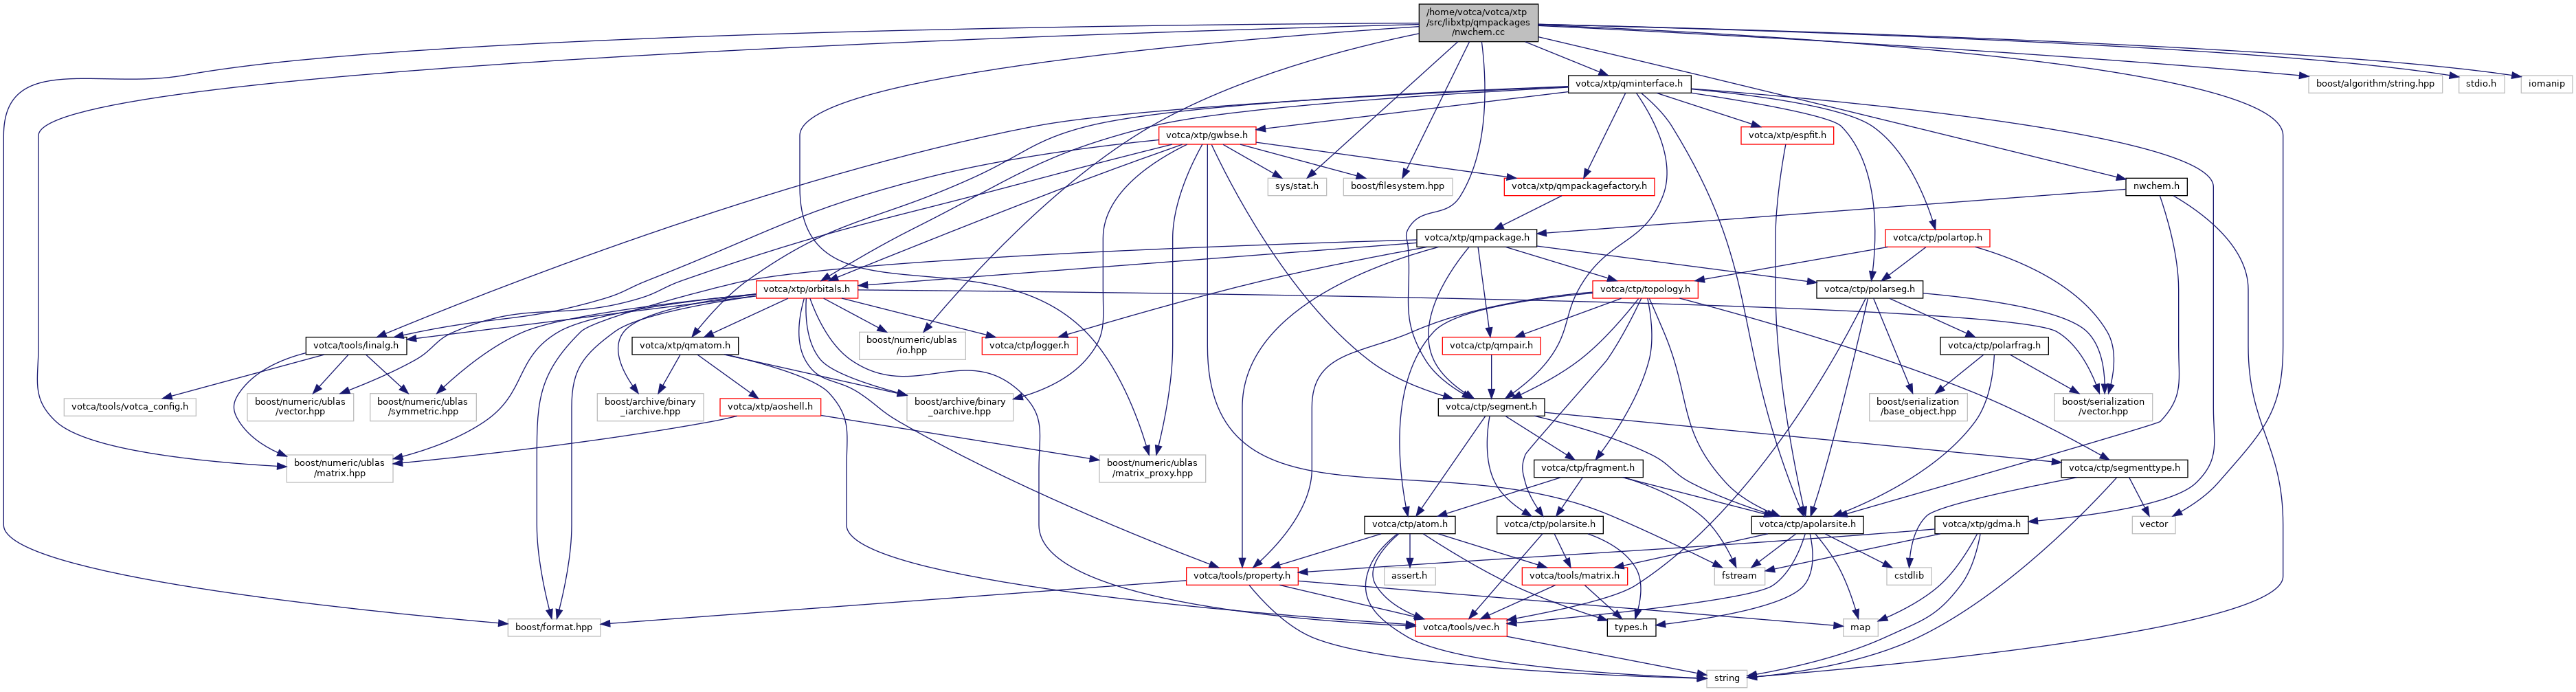 /home/votca/votca/xtp
/src/libxtp/qmpackages
/nwchem.cc
votca/xtp/qminterface.h
boost/algorithm/string.hpp
stdio.h
iomanip
votca/xtp/gwbse.h
votca/xtp/espfit.h
sys/stat.h
boost/filesystem.hpp
votca/xtp/qmpackagefactory.h
nwchem.h
votca/xtp/qmpackage.h
votca/ctp/polartop.h
votca/xtp/orbitals.h
votca/ctp/topology.h
votca/ctp/polarseg.h
votca/tools/linalg.h
votca/xtp/qmatom.h
boost/numeric/ublas
/io.hpp
votca/ctp/logger.h
votca/ctp/qmpair.h
votca/ctp/polarfrag.h
votca/tools/votca_config.h
boost/numeric/ublas
/vector.hpp
boost/numeric/ublas
/symmetric.hpp
boost/archive/binary
_iarchive.hpp
votca/xtp/aoshell.h
boost/archive/binary
_oarchive.hpp
votca/ctp/segment.h
boost/serialization
/base_object.hpp
boost/serialization
/vector.hpp
boost/numeric/ublas
/matrix.hpp
boost/numeric/ublas
/matrix_proxy.hpp
votca/ctp/fragment.h
votca/ctp/segmenttype.h
votca/ctp/atom.h
votca/ctp/polarsite.h
votca/ctp/apolarsite.h
votca/xtp/gdma.h
vector
votca/tools/property.h
assert.h
votca/tools/matrix.h
fstream
cstdlib
boost/format.hpp
votca/tools/vec.h
types.h
map
string